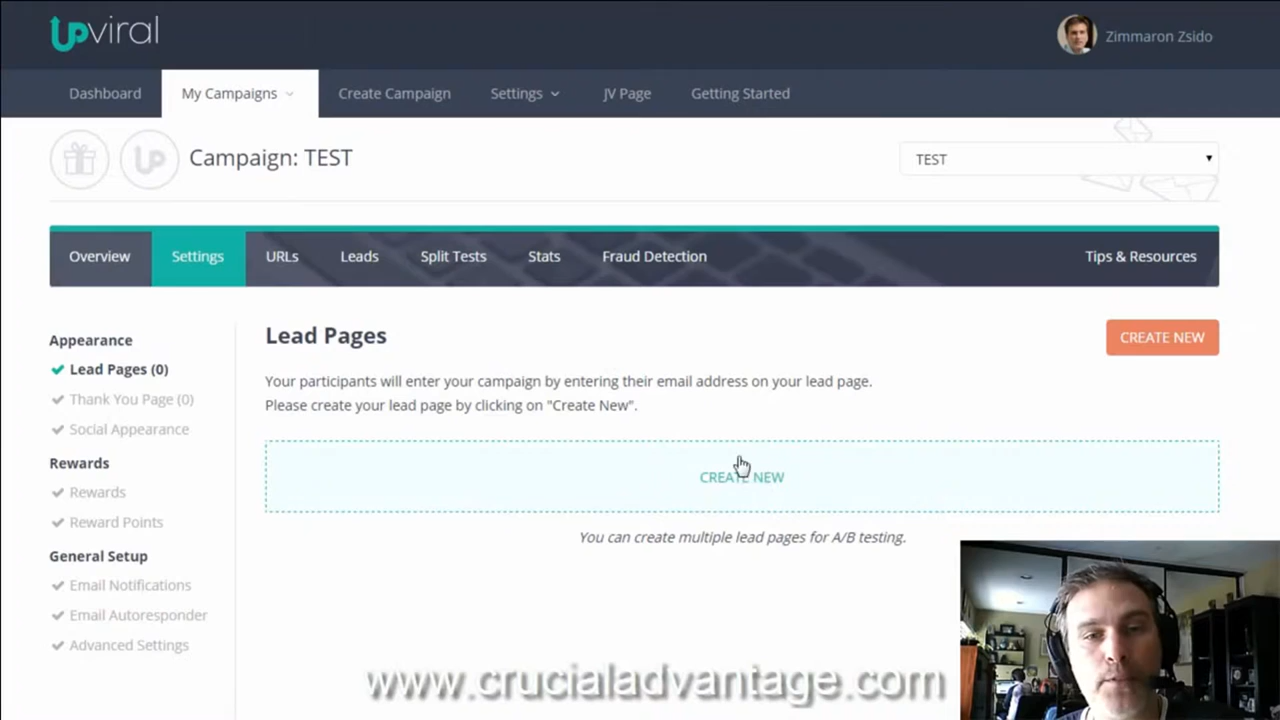 UPviral
Zimmaron Zsido
Dashboard My Campaigns Create Campaign Settings JV Page Getting Started
UP Campaign: TEST TEST
Overview Settings URLs Leads Split Tests Stats Fraud Detection Tips & Resources
Appearance
Lead Pages (0)
Thank You Page (0)
Social Appearance
Rewards
Rewards
Reward Points
General Setup
Email Notifications
Email Autoresponder
Advanced Settings
Lead Pages
CREATE NEW
Your participants will enter your campaign by entering their email address on your lead page.
Please create your lead page by clicking on "Create New".
CREATE NEW
You can create multiple lead pages for A/B testing.
www.crucialadvantage.com